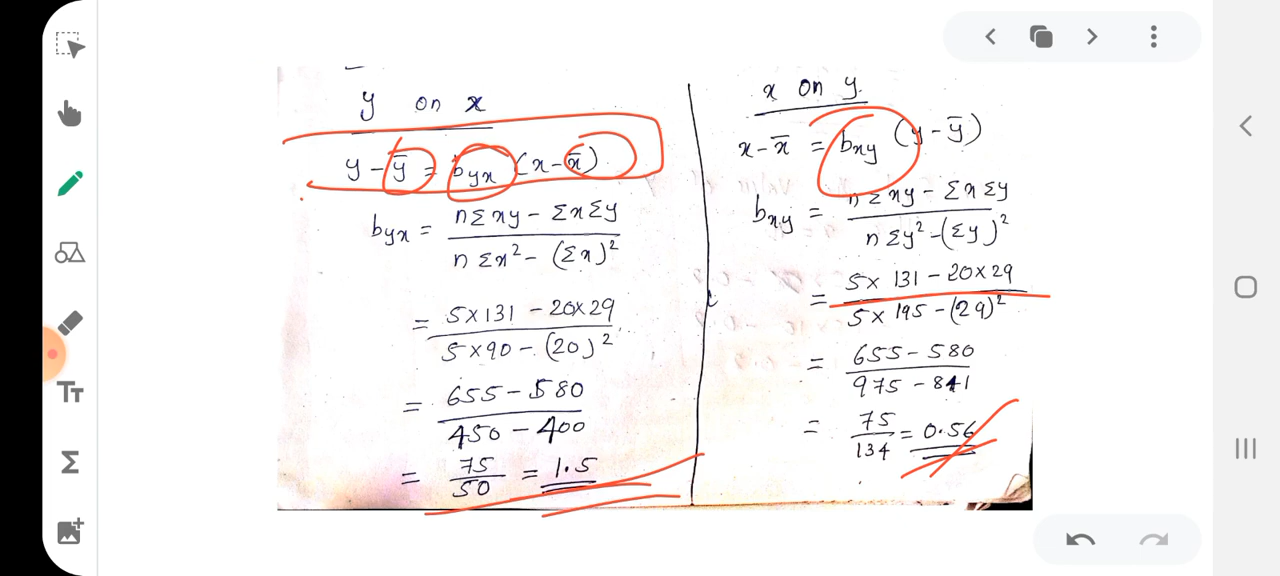 y on x
y - ȳ = byx (x - x̄)
byx = nΣxy - ΣxΣy / nΣx² - (Σx)²
= 5×131 - 20×29 / 5×90 - (20)²
= 655 - 580 / 450 - 400
= 75/50 = 1.5
x on y
x - x̄ = bxy (y - ȳ)
bxy = nΣxy - ΣxΣy / nΣy² - (Σy)²
= 5× 131 - 20×29 / 5× 195 - (29)²
= 655 - 580 / 975 - 841
= 75/134 = 0.56
Tт
Σ